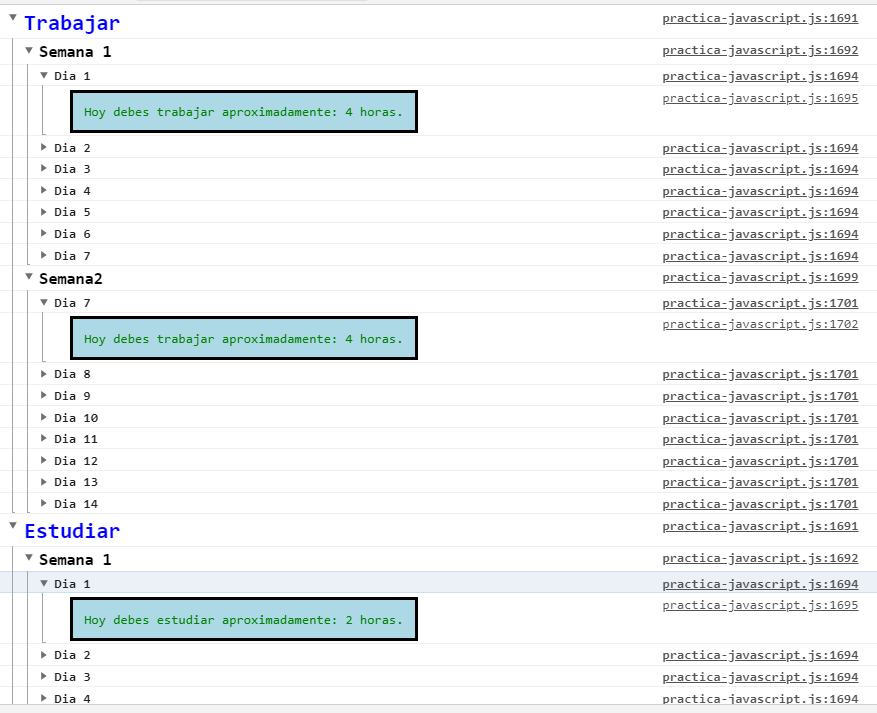 Trabajar practica-javascript.js:1691
Semana 1 practica-javascript.js:1692
Dia 1 practica-javascript.js:1694
Hoy debes trabajar aproximadamente: 4 horas. practica-javascript.js:1695
Dia 2 practica-javascript.js:1694
Dia 3 practica-javascript.js:1694
Dia 4 practica-javascript.js:1694
Dia 5 practica-javascript.js:1694
Dia 6 practica-javascript.js:1694
Dia 7 practica-javascript.js:1694
Semana2 practica-javascript.js:1699
Dia 7 practica-javascript.js:1701
Hoy debes trabajar aproximadamente: 4 horas. practica-javascript.js:1702
Dia 8 practica-javascript.js:1701
Dia 9 practica-javascript.js:1701
Dia 10 practica-javascript.js:1701
Dia 11 practica-javascript.js:1701
Dia 12 practica-javascript.js:1701
Dia 13 practica-javascript.js:1701
Dia 14 practica-javascript.js:1701
Estudiar practica-javascript.js:1691
Semana 1 practica-javascript.js:1692
Dia 1 practica-javascript.js:1694
Hoy debes estudiar aproximadamente: 2 horas. practica-javascript.js:1695
Dia 2 practica-javascript.js:1694
Dia 3 practica-javascript.js:1694
Dia 4 practica-javascript.js:1694